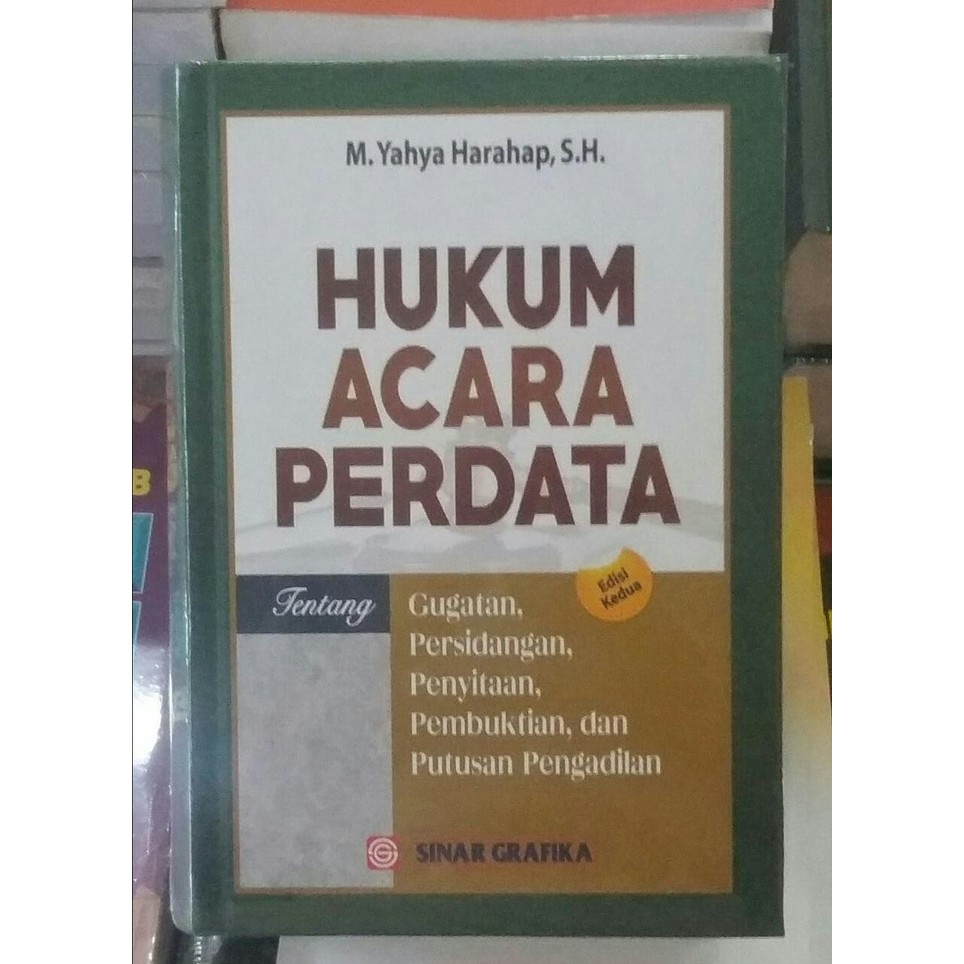 M. Yahya Harahap, S.H.
HUKUM
ACARA
PERDATA
Edisi
Kedua
Tentang
Gugatan,
Persidangan,
Penyitaan,
Pembuktian, dan
Putusan Pengadilan
SINAR GRAFIKA
B